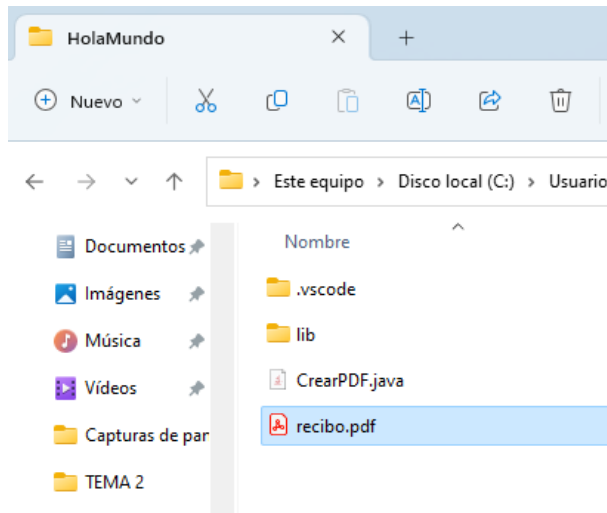 HolaMundo
Nuevo
Este equipo > Disco local (C:) > Usuario
Documentos
Imágenes
Música
Vídeos
Capturas de par
TEMA 2
Nombre
.vscode
lib
CrearPDF.java
recibo.pdf